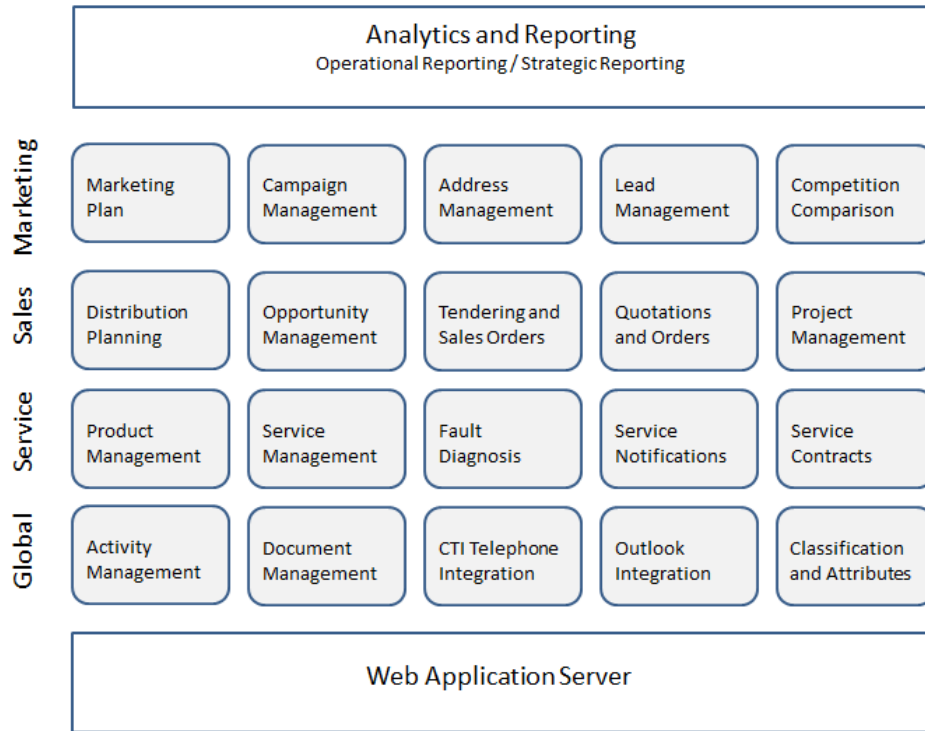 Analytics and Reporting
Operational Reporting / Strategic Reporting
Marketing
Marketing
Plan
Campaign
Management
Address
Management
Lead
Management
Competition
Comparison
Sales
Distribution
Planning
Opportunity
Management
Tendering and
Sales Orders
Quotations
and Orders
Project
Management
Service
Product
Management
Service
Management
Fault
Diagnosis
Service
Notifications
Service
Contracts
Global
Activity
Management
Document
Management
CTI Telephone
Integration
Outlook
Integration
Classification
and Attributes
Web Application Server